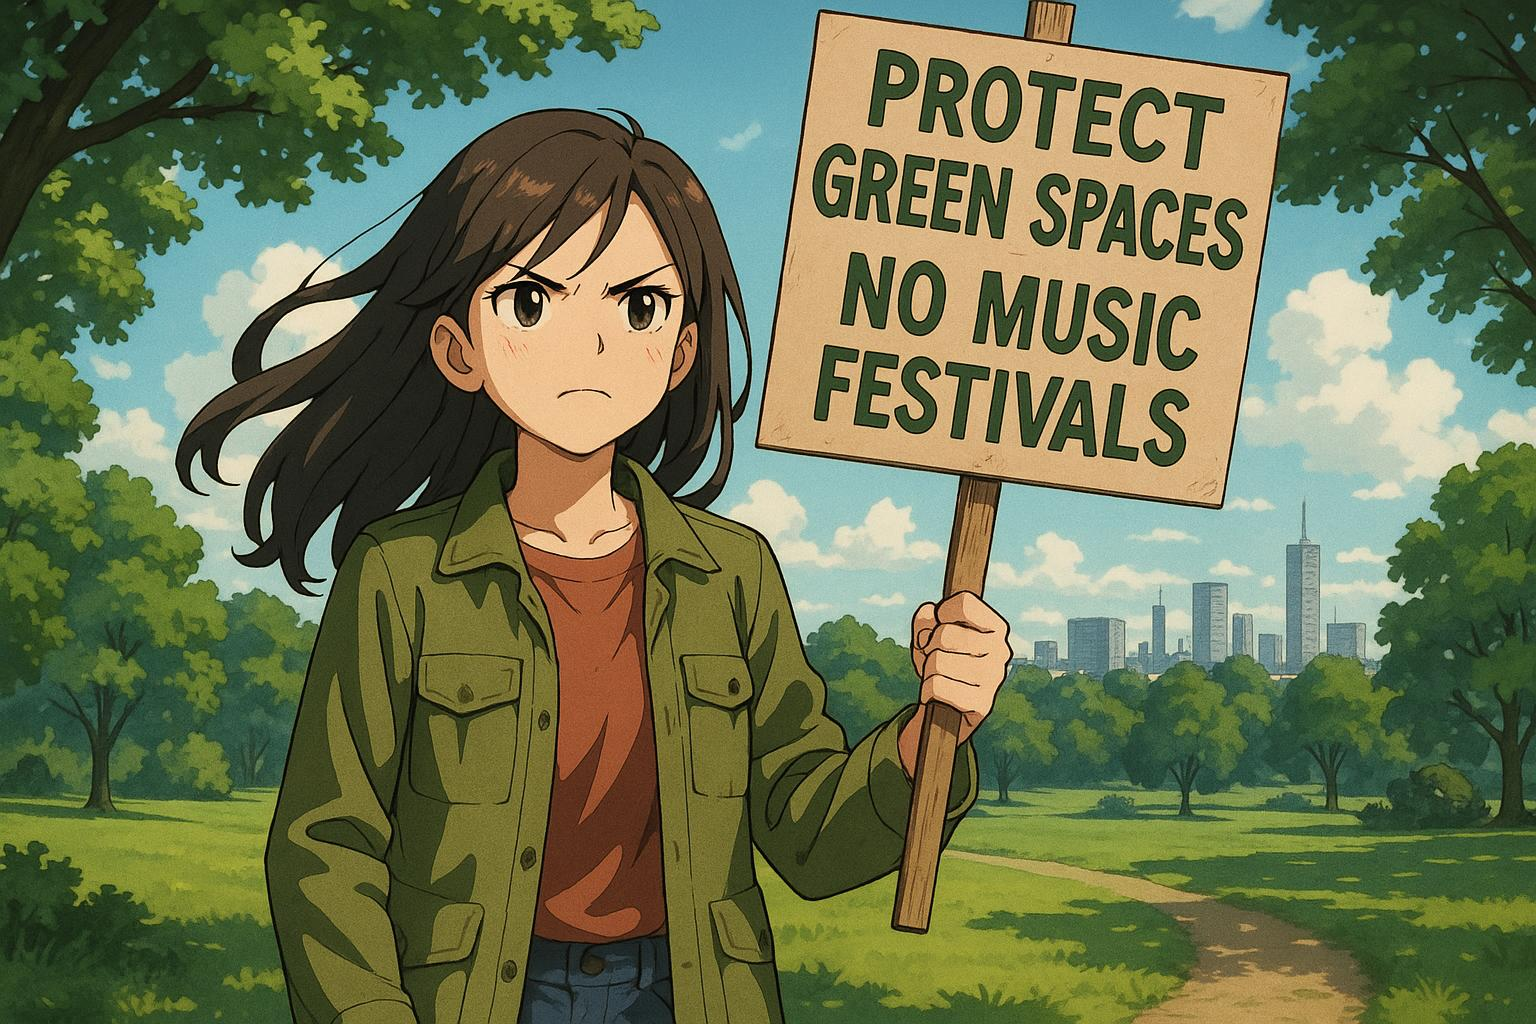 PROTECT
GREEN SPACES
NO MUSIC
FESTIVALS